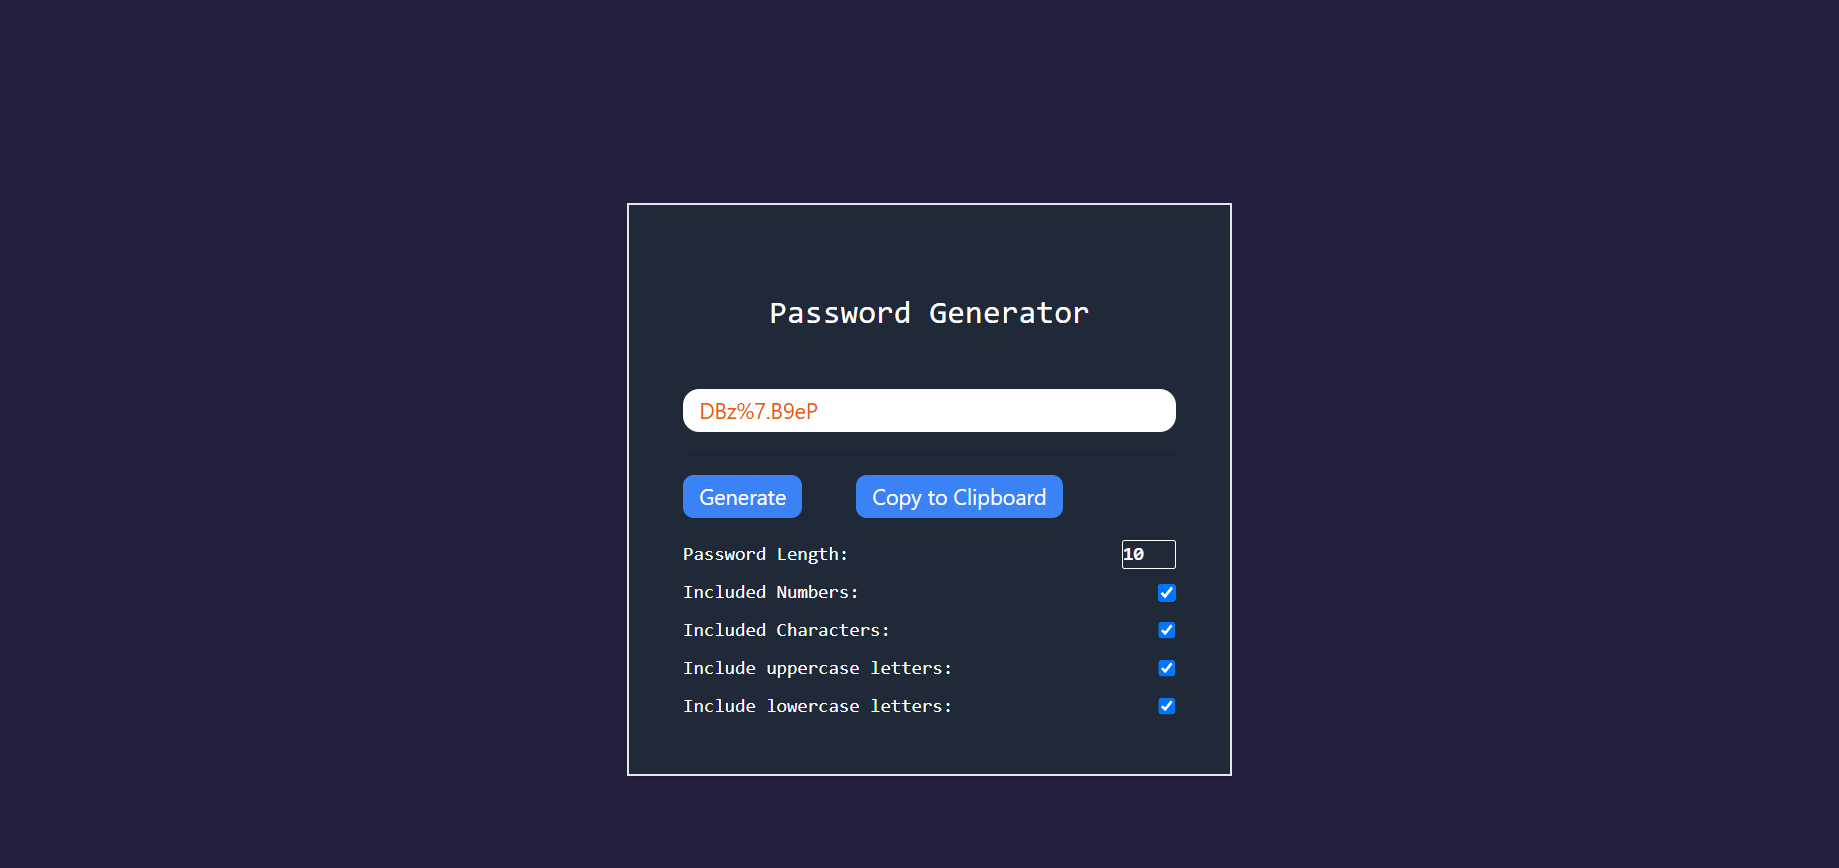 Password Generator
DBz%7.B9eP
Generate Copy to Clipboard
Password Length: 10
Included Numbers:
Included Characters:
Include uppercase letters:
Include lowercase letters: